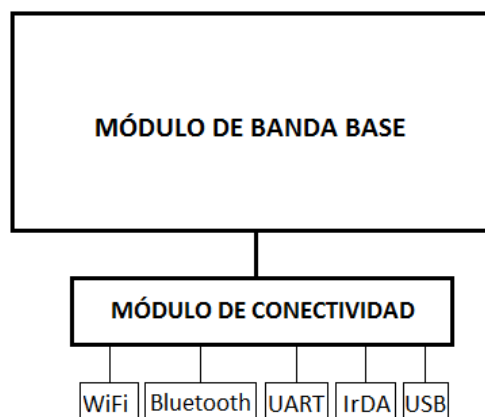 MÓDULO DE BANDA BASE
MÓDULO DE CONECTIVIDAD
WiFi Bluetooth UART IrDA USB